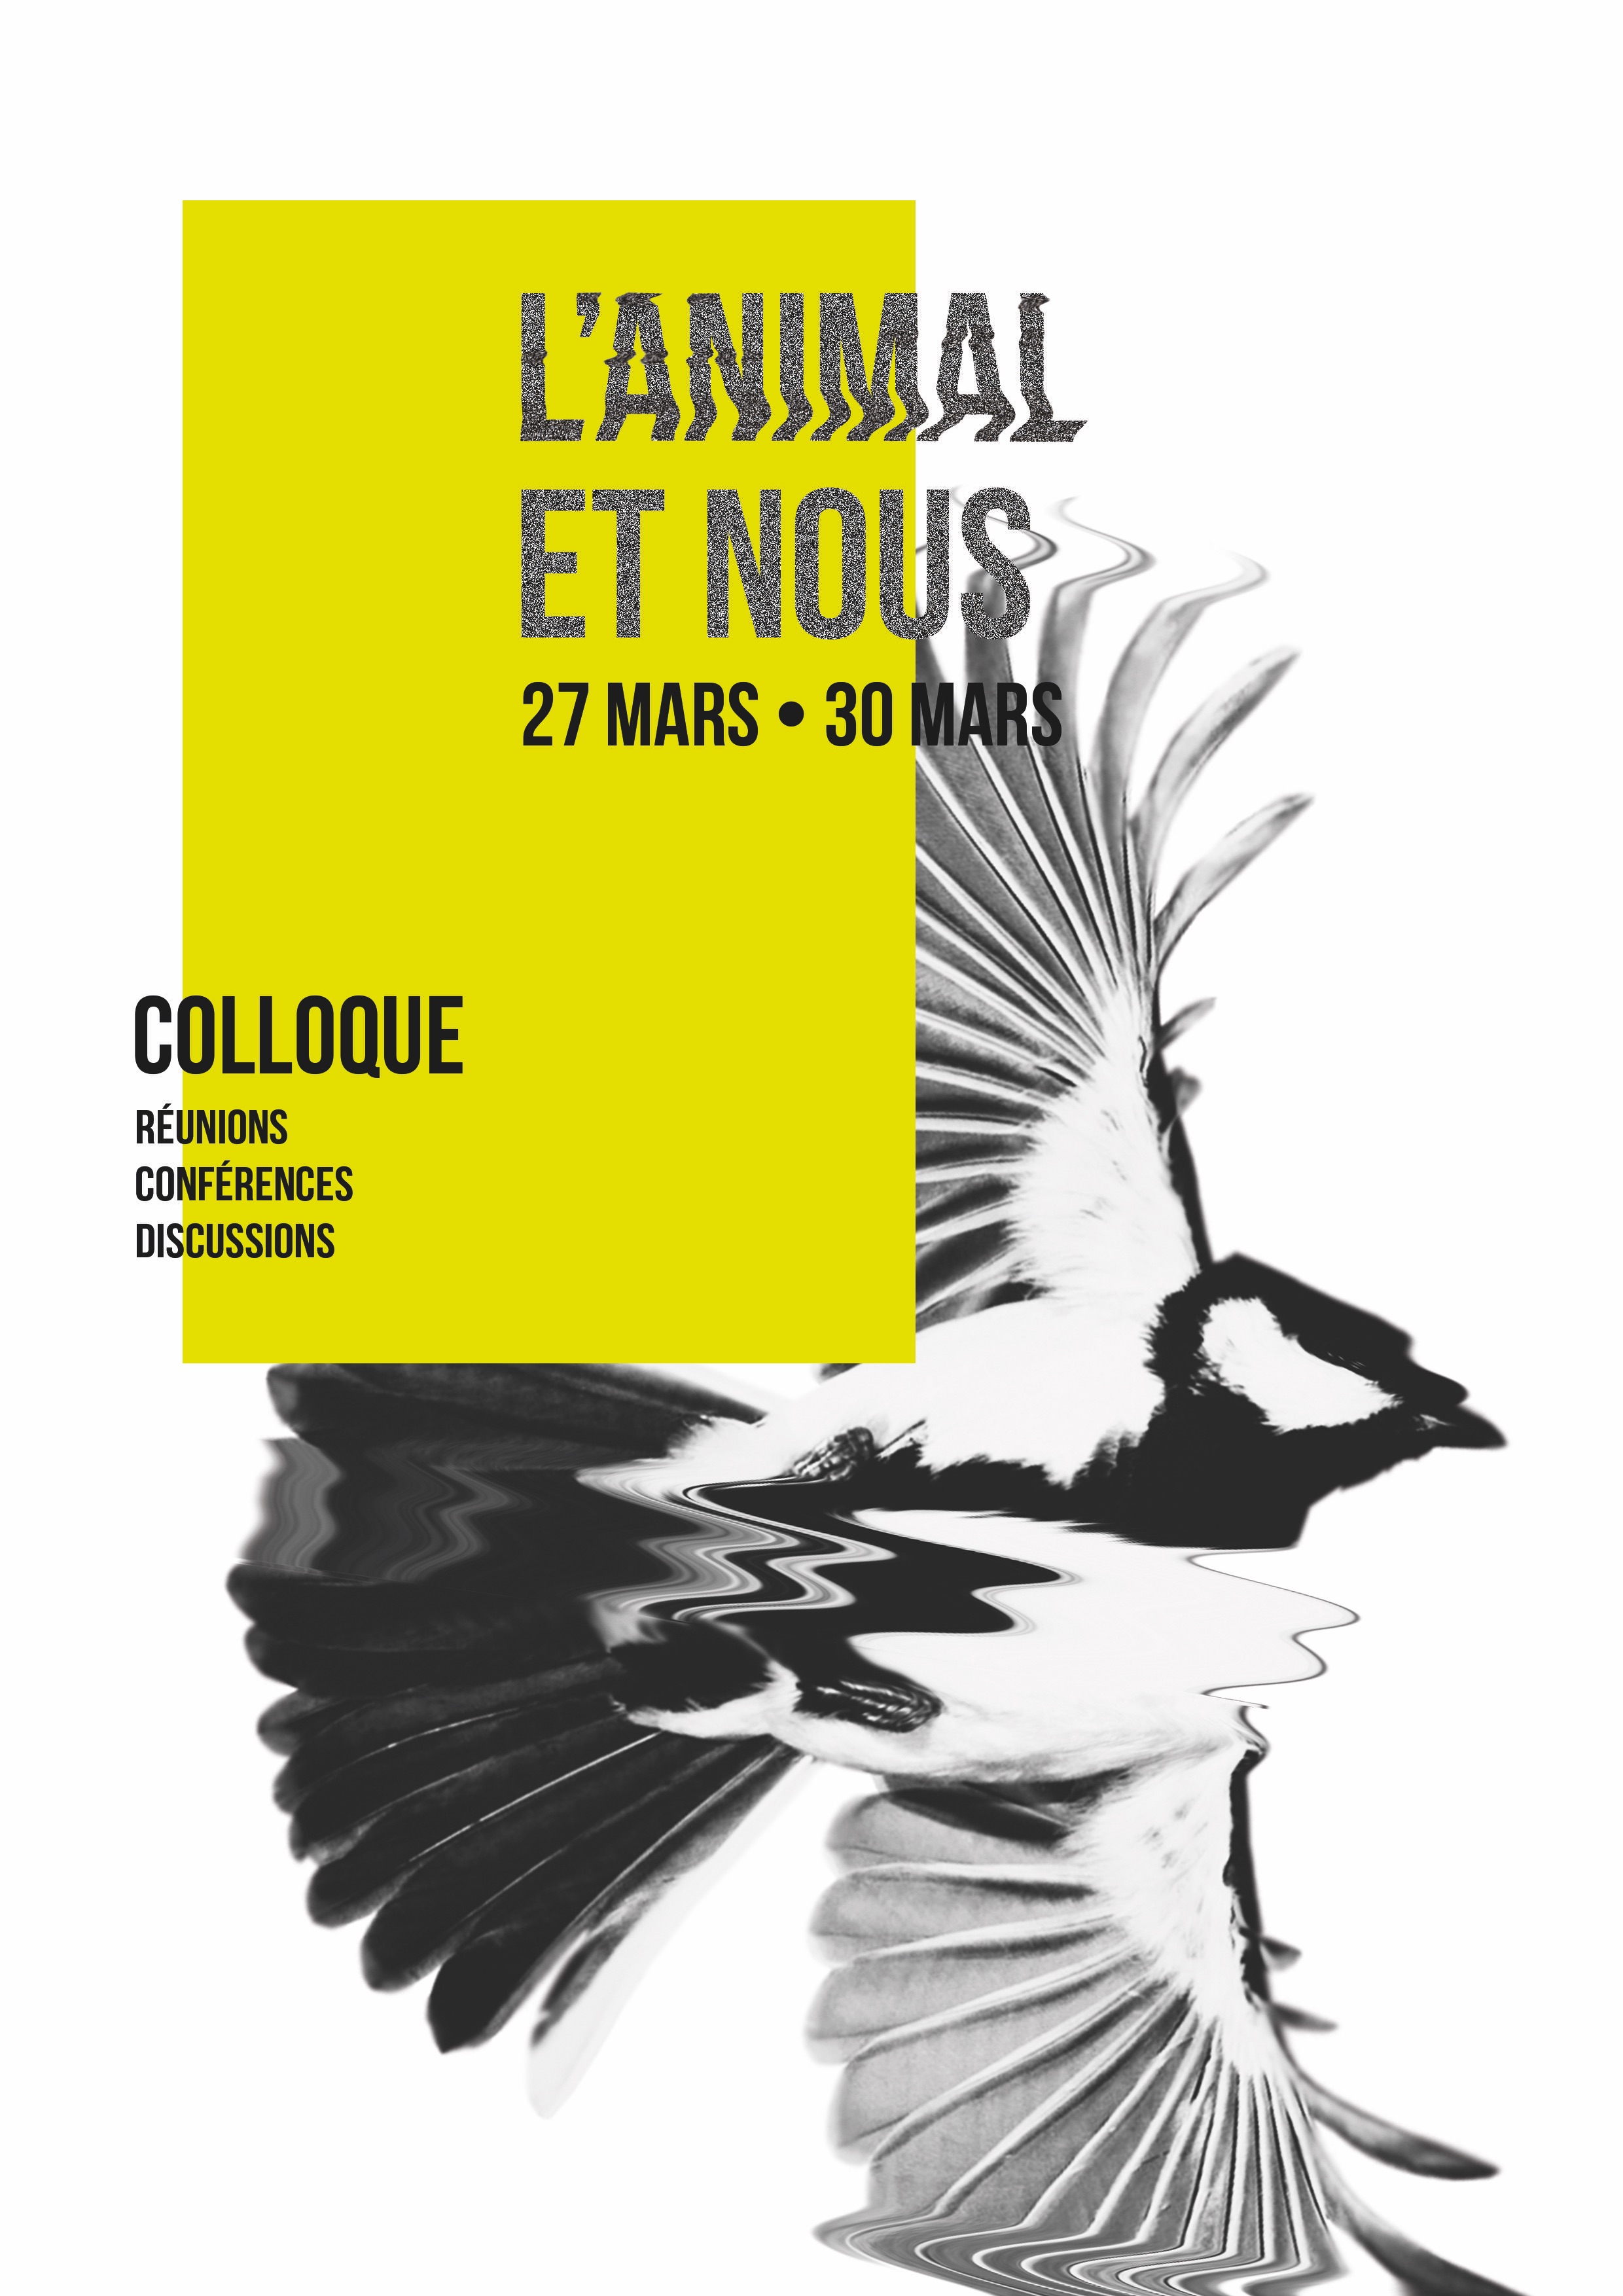 L'ANIMAL
ET NOUS
27 MARS • 30 MARS
COLLOQUE
RÉUNIONS
CONFÉRENCES
DISCUSSIONS